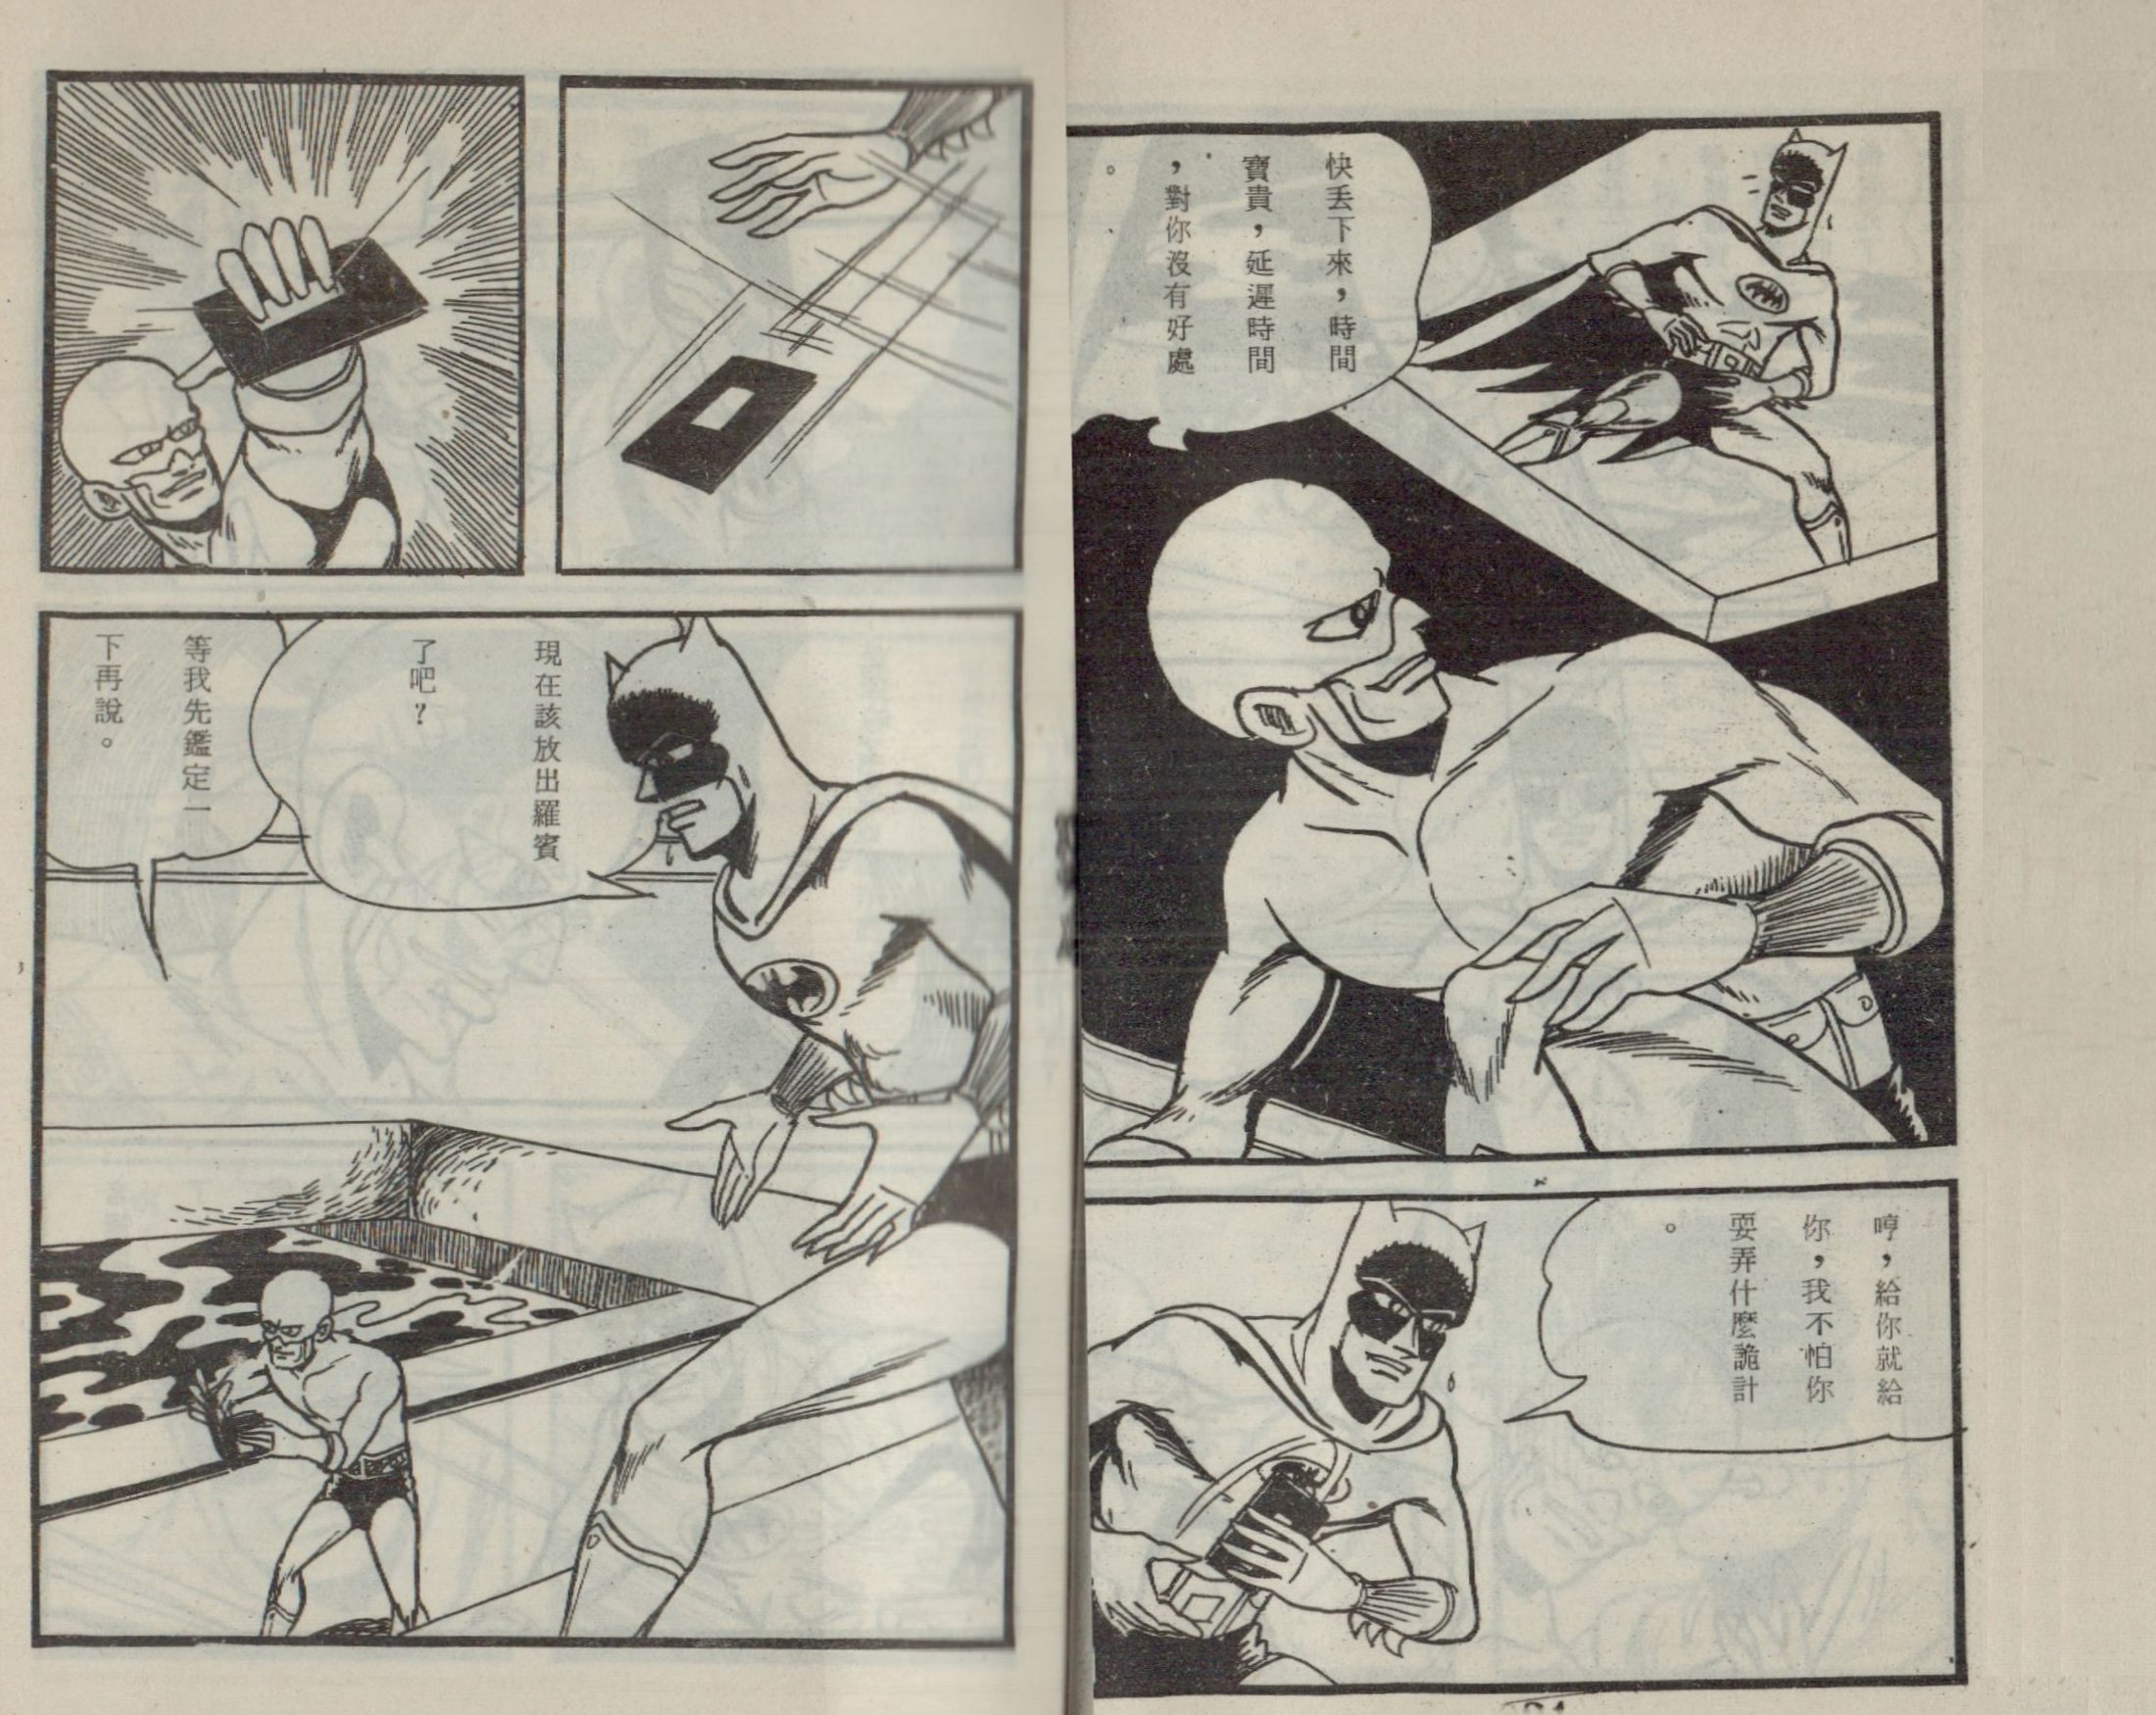 快丢下來，時間
寶貴，延遲時間
，對你沒有好處
。
哼，給你就給
你，我不怕你
耍弄什麼詭計
。
現在該放出羅賓
了吧？
等我先鑑定一
下再說。